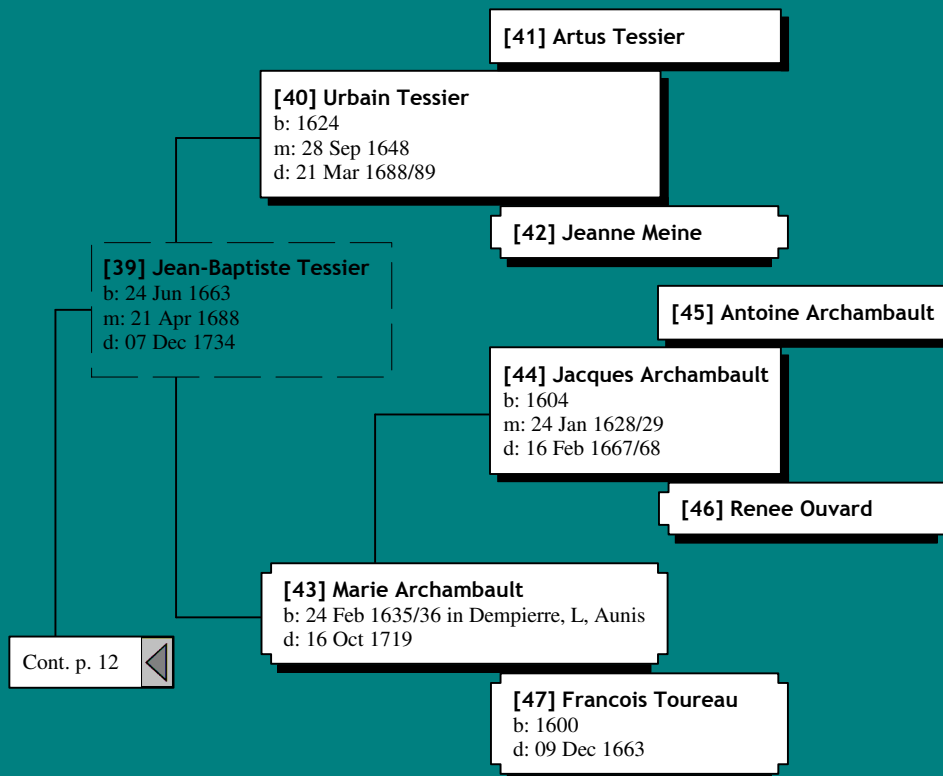 [41] Artus Tessier
[40] Urbain Tessier
b: 1624
m: 28 Sep 1648
d: 21 Mar 1688/89
[42] Jeanne Meine
[39] Jean-Baptiste Tessier
b: 24 Jun 1663
m: 21 Apr 1688
d: 07 Dec 1734
[45] Antoine Archambault
[44] Jacques Archambault
b: 1604
m: 24 Jan 1628/29
d: 16 Feb 1667/68
[46] Renee Ouvard
[43] Marie Archambault
b: 24 Feb 1635/36 in Dempierre, L, Aunis
d: 16 Oct 1719
Cont. p. 12
[47] Francois Toureau
b: 1600
d: 09 Dec 1663